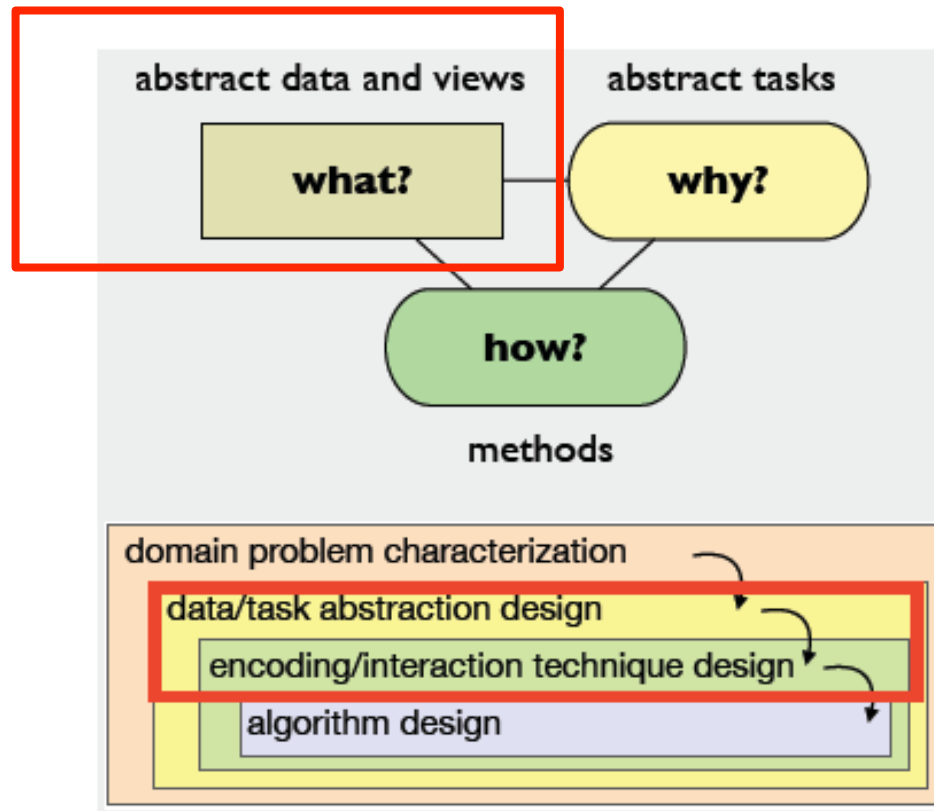 abstract data and views
abstract tasks
what?
why?
how?
methods
domain problem characterization
data/task abstraction design
encoding/interaction technique design
algorithm design